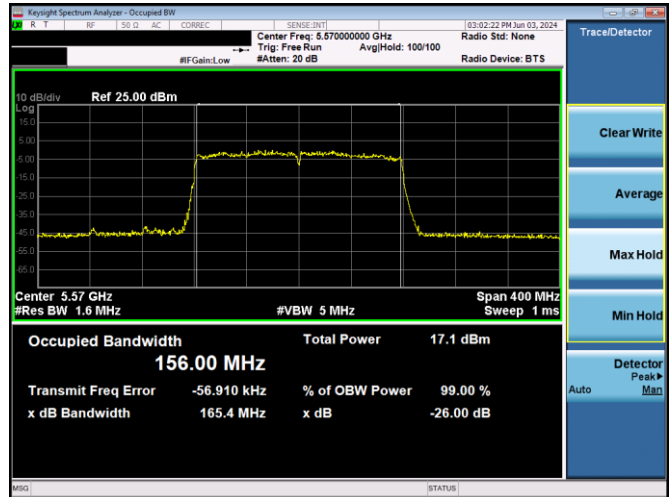 Keysight Spectrum Analyzer - Occupied BW
LXI R T RF 50 Ω AC CORREC SENSE:INT 03:02:22 PM Jun 03, 2024
Center Freq: 5.570000000 GHz Radio Std: None
Trig: Free Run Avg|Hold: 100/100
#IFGain:Low #Atten: 20 dB Radio Device: BTS
Trace/Detector
10 dB/div Ref 25.00 dBm
Log
15.0
5.00
-5.00
-15.0
-25.0
-35.0
-45.0
-55.0
-65.0
Center 5.57 GHz Span 400 MHz
#Res BW 1.6 MHz #VBW 5 MHz Sweep 1 ms
Occupied Bandwidth Total Power 17.1 dBm
156.00 MHz
Transmit Freq Error -56.910 kHz % of OBW Power 99.00 %
x dB Bandwidth 165.4 MHz x dB -26.00 dB
Clear Write
Average
Max Hold
Min Hold
Detector
Peak▶
Auto Man
MSG STATUS